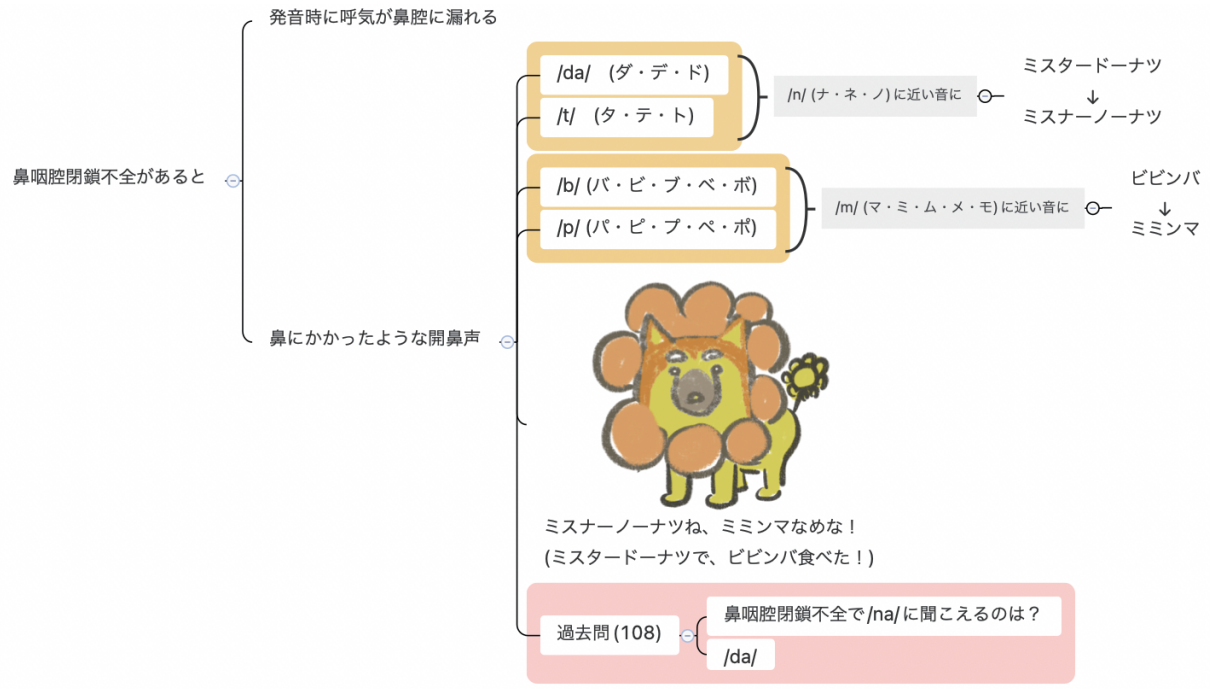 鼻咽腔閉鎖不全があると
発音時に呼気が鼻腔に漏れる
鼻にかかったような開鼻声
/da/ (ダ・デ・ド)
/t/ (タ・テ・ト)
/n/ (ナ・ネ・ノ)に近い音に
ミスタードーナツ
↓
ミスナーノーナツ
/b/ (バ・ビ・ブ・ベ・ボ)
/p/ (パ・ピ・プ・ペ・ポ)
/m/ (マ・ミ・ム・メ・モ)に近い音に
ビビンバ
↓
ミミンマ
ミスナーノーナツね、ミミンマなめな！
(ミスタードーナツで、ビビンバ食べた！)
過去問(108)
鼻咽腔閉鎖不全で/na/に聞こえるのは？
/da/